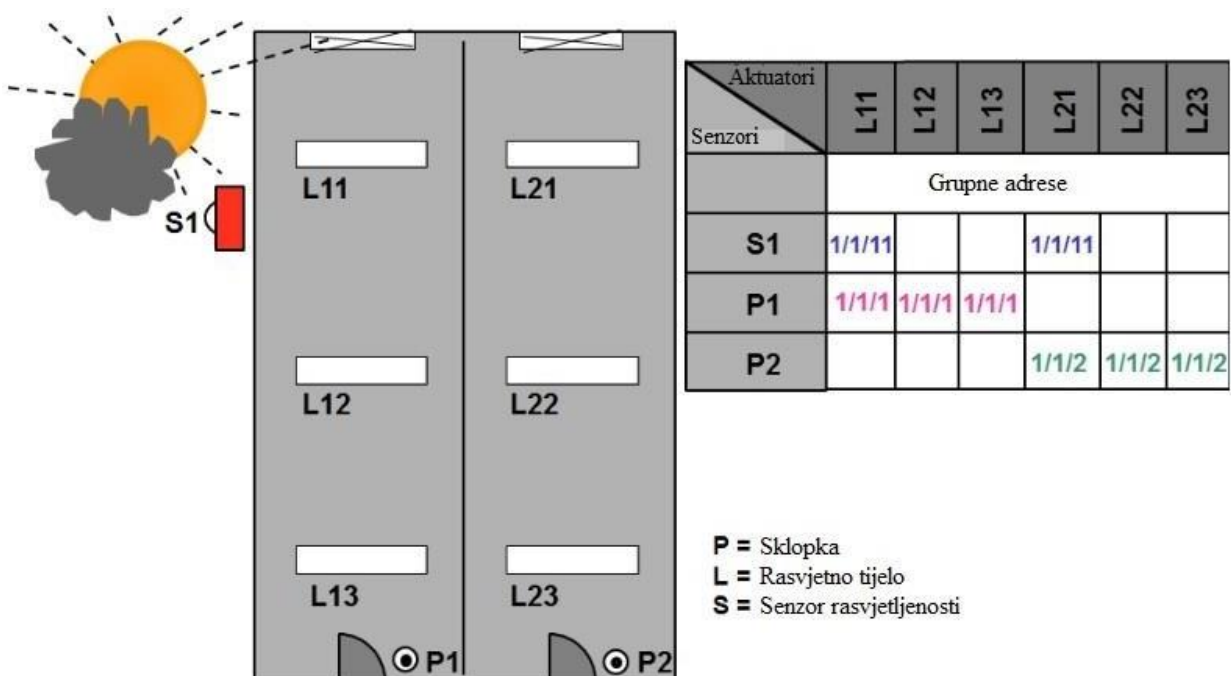 S1
L11
L21
L12
L22
L13
L23
P1
P2
Aktuatori
Senzori
L11 L12 L13 L21 L22 L23
Grupne adrese
S1 1/1/11 1/1/11
P1 1/1/1 1/1/1 1/1/1
P2 1/1/2 1/1/2 1/1/2
P = Sklopka
L = Rasvjetno tijelo
S = Senzor rasvjetljenosti